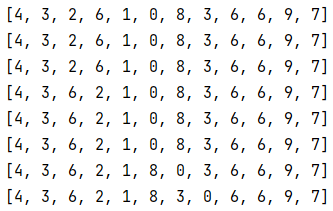 [4, 3, 2, 6, 1, 0, 8, 3, 6, 6, 9, 7]
[4, 3, 2, 6, 1, 0, 8, 3, 6, 6, 9, 7]
[4, 3, 2, 6, 1, 0, 8, 3, 6, 6, 9, 7]
[4, 3, 6, 2, 1, 0, 8, 3, 6, 6, 9, 7]
[4, 3, 6, 2, 1, 0, 8, 3, 6, 6, 9, 7]
[4, 3, 6, 2, 1, 0, 8, 3, 6, 6, 9, 7]
[4, 3, 6, 2, 1, 8, 0, 3, 6, 6, 9, 7]
[4, 3, 6, 2, 1, 8, 3, 0, 6, 6, 9, 7]